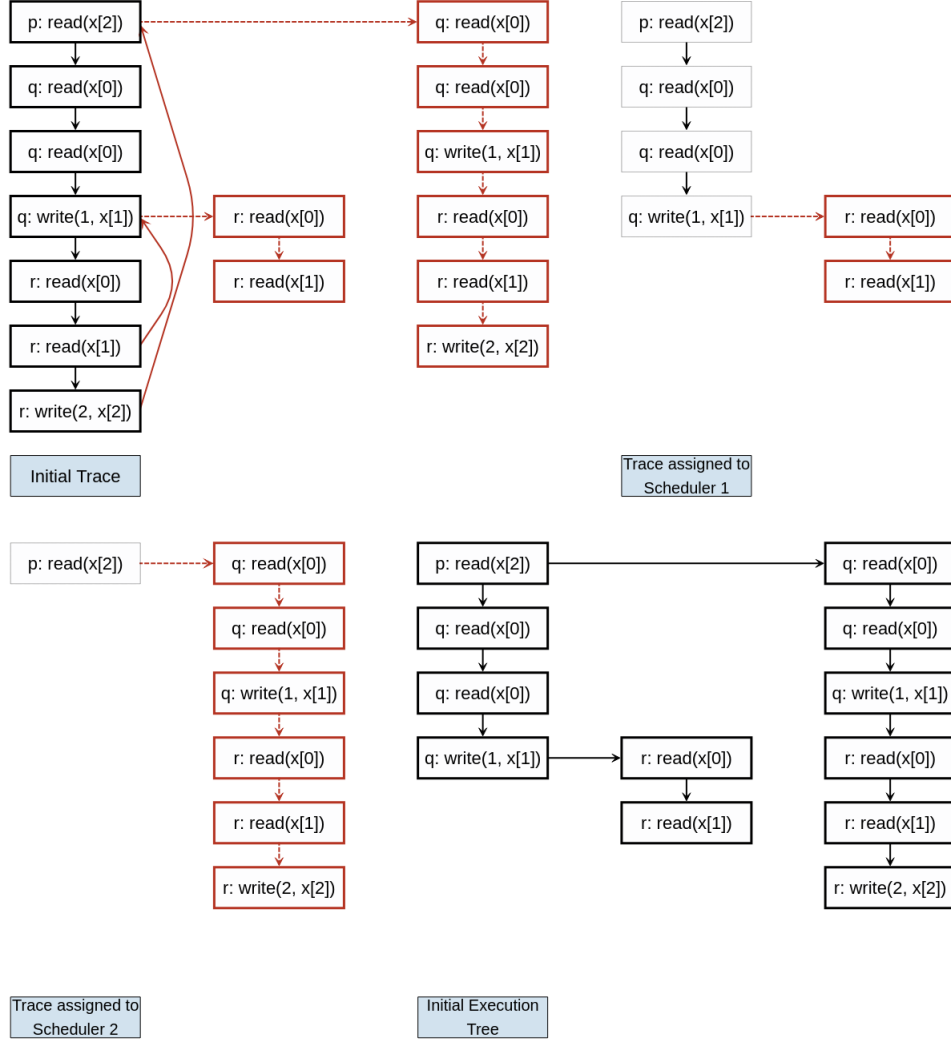 p: read(x[2])
q: read(x[0])
q: read(x[0])
q: write(1, x[1])
r: read(x[0])
r: read(x[1])
r: write(2, x[2])
r: read(x[0])
r: read(x[1])
q: read(x[0])
q: read(x[0])
q: write(1, x[1])
r: read(x[0])
r: read(x[1])
r: write(2, x[2])
Initial Trace
p: read(x[2])
q: read(x[0])
q: read(x[0])
q: write(1, x[1])
r: read(x[0])
r: read(x[1])
Trace assigned to
Scheduler 1
p: read(x[2])
q: read(x[0])
q: read(x[0])
q: write(1, x[1])
r: read(x[0])
r: read(x[1])
r: write(2, x[2])
Trace assigned to
Scheduler 2
p: read(x[2])
q: read(x[0])
q: read(x[0])
q: write(1, x[1])
r: read(x[0])
r: read(x[1])
q: read(x[0])
q: read(x[0])
q: write(1, x[1])
r: read(x[0])
r: read(x[1])
r: write(2, x[2])
Initial Execution
Tree